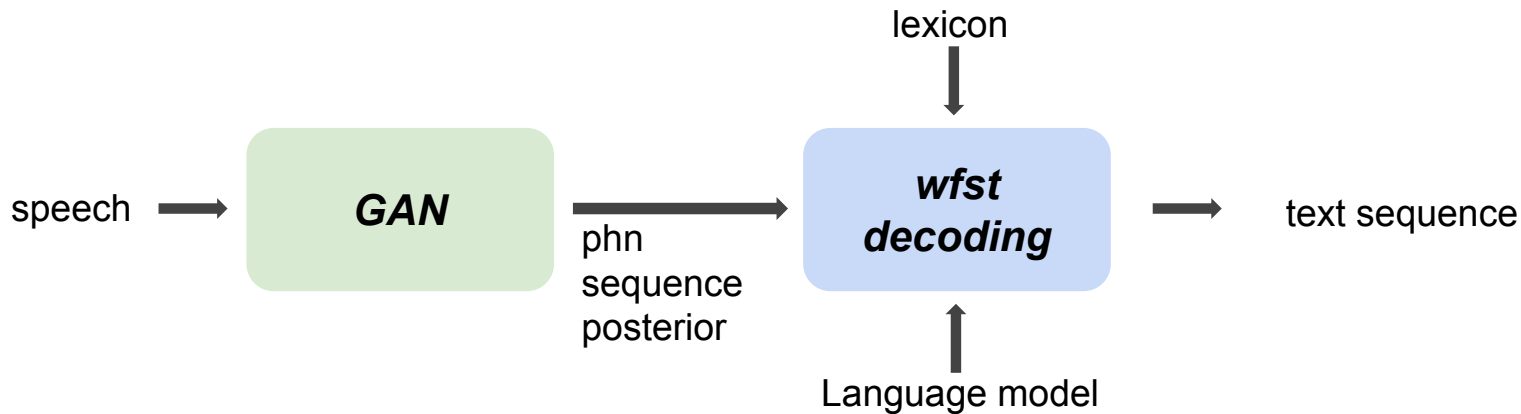 lexicon
speech
GAN
phn
sequence
posterior
wfst
decoding
text sequence
Language model